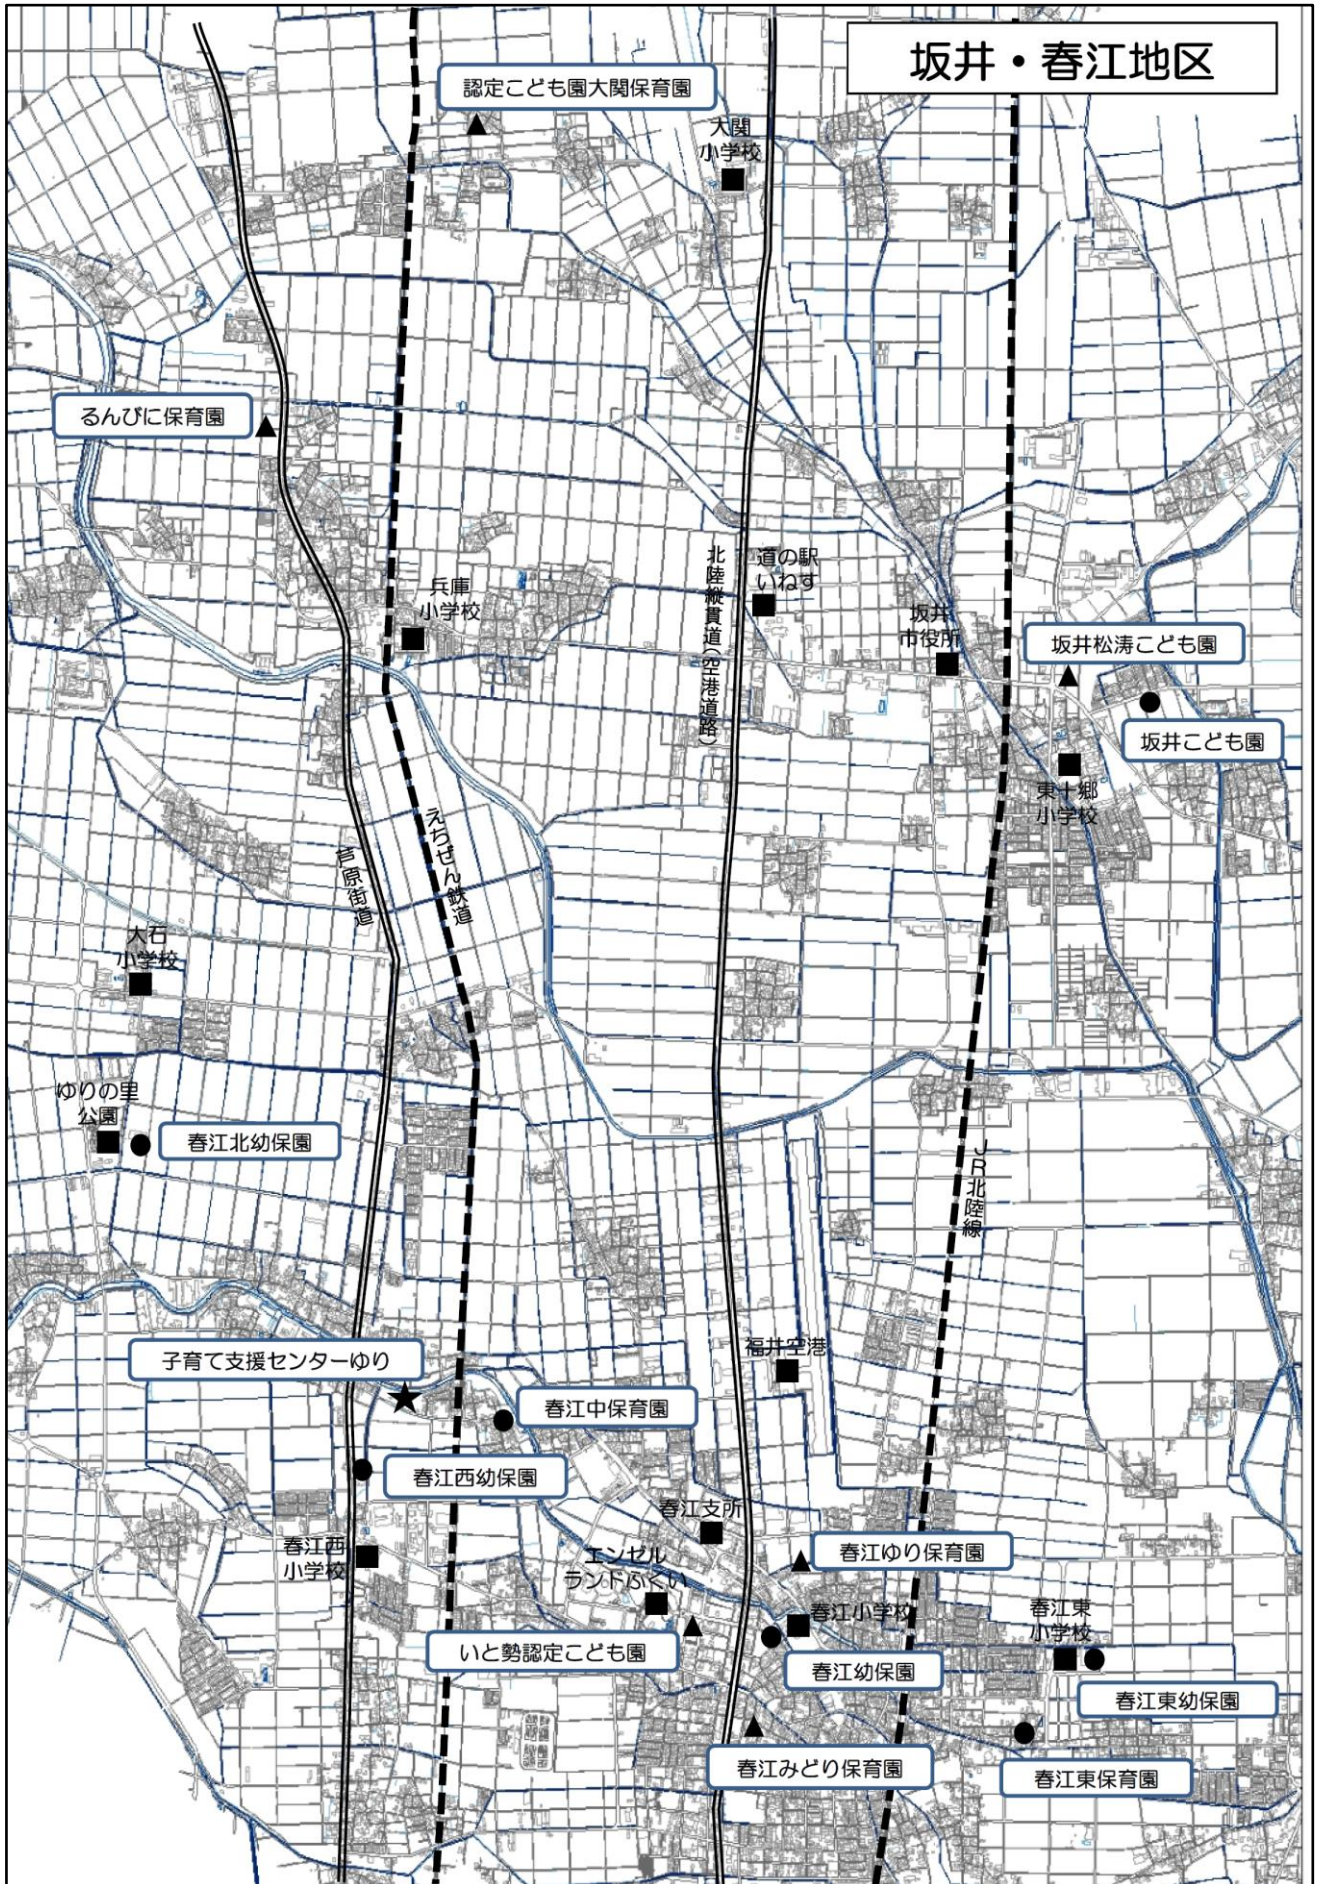 坂井・春江地区
認定こども園大関保育園
大関
小学校
るんびに保育園
兵庫
小学校
北陸縦貫道(空港道路)
道の駅
いねす
坂井
市役所
坂井松涛こども園
坂井こども園
東十郷
小学校
えちぜん鉄道
芦原街道
大石
小学校
ゆりの里
公園
春江北幼保園
JR北陸線
子育て支援センターゆり
福井空港
春江中保育園
春江西幼保園
春江支所
春江西
小学校
エンゼル
ランドふくい
春江ゆり保育園
春江小学校
春江東
小学校
いと勢認定こども園
春江幼保園
春江東幼保園
春江みどり保育園
春江東保育園